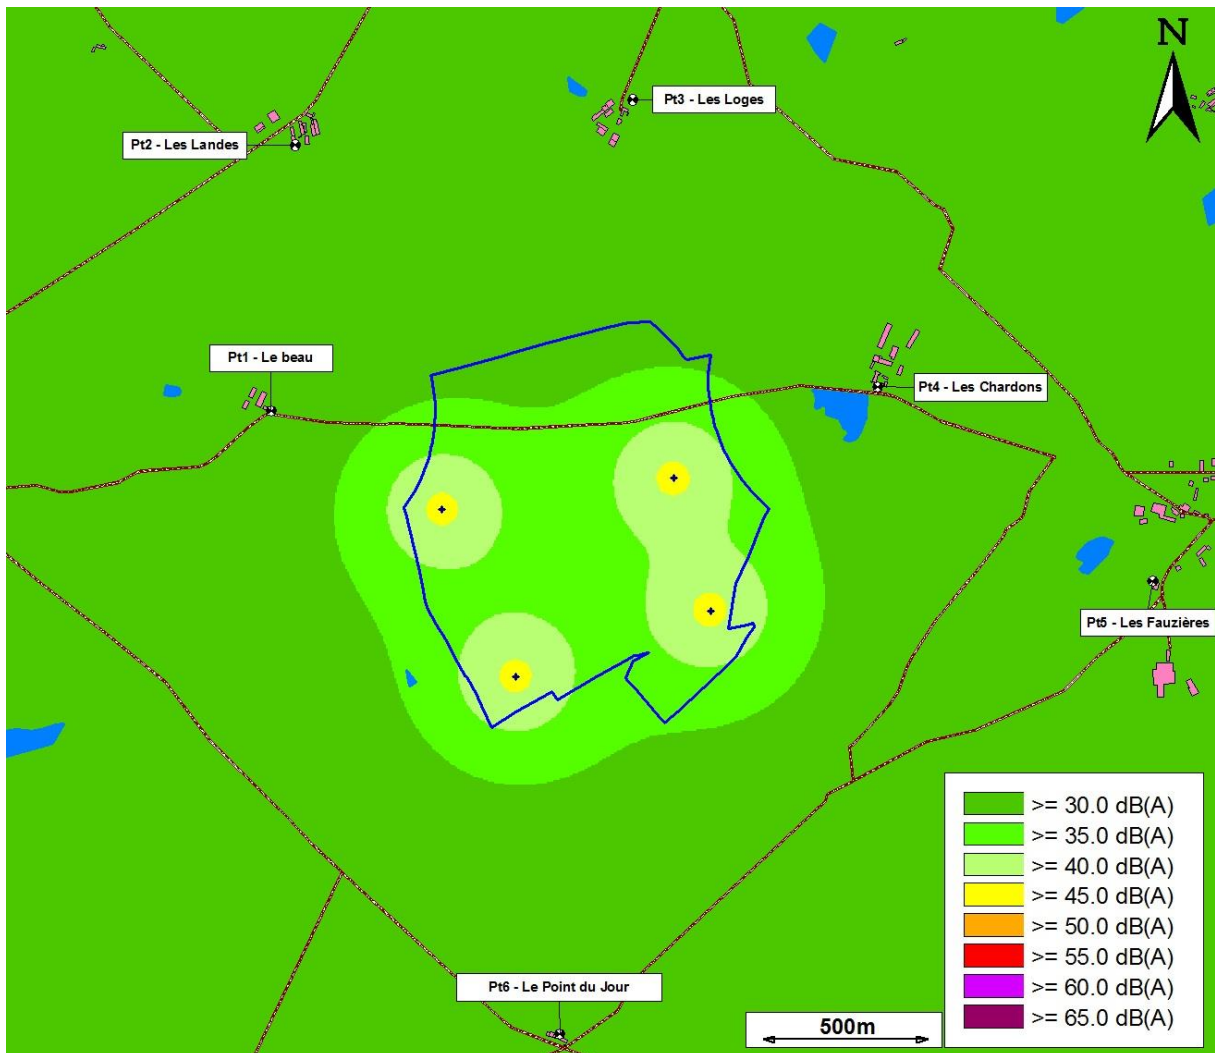 N
Pt3 - Les Loges
Pt2 - Les Landes
Pt1 - Le beau
Pt4 - Les Chardons
Pt5 - Les Fauzières
>= 30.0 dB(A)
>= 35.0 dB(A)
>= 40.0 dB(A)
>= 45.0 dB(A)
>= 50.0 dB(A)
>= 55.0 dB(A)
>= 60.0 dB(A)
>= 65.0 dB(A)
Pt6 - Le Point du Jour
500m